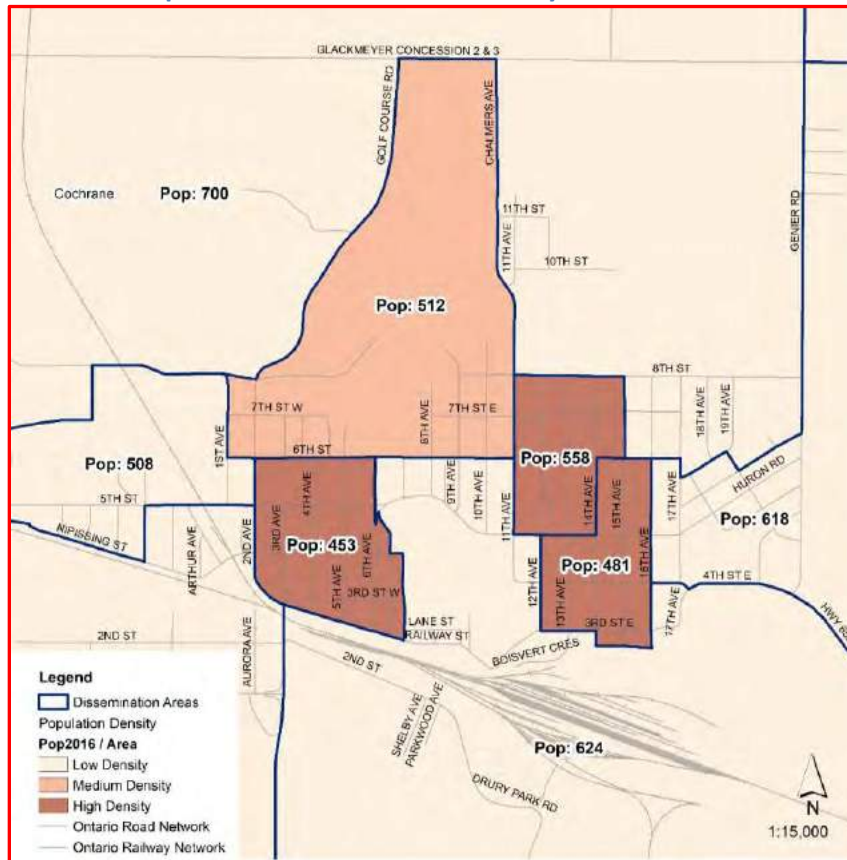 GLACKMEYER CONCESSION 2 & 3
GOLF COURSE RD
CHALMERS AVE
GENIER RD
Cochrane
Pop: 700
11TH ST
11TH AVE
10TH ST
Pop: 512
8TH ST
7TH ST W
8TH AVE
7TH ST E
18TH AVE
19TH AVE
1ST AVE
6TH ST
Pop: 508
4TH AVE
9TH AVE
10TH AVE
Pop: 558
14TH AVE
15TH AVE
17TH AVE
HURON RD
5TH ST
3RD AVE
11TH AVE
Pop: 618
NIPISSING ST
ARTHUR AVE
2ND AVE
Pop: 453
6TH AVE
5TH AVE
3RD ST W
12TH AVE
13TH AVE
Pop: 481
16TH AVE
4TH ST E
3RD ST E
17TH AVE
2ND ST
LANE ST
RAILWAY ST
BOISVERT CRES
AURORA AVE
2ND ST
SHELBY AVE
PARKWOOD AVE
Pop: 624
DRURY PARK RD
Legend
Dissemination Areas
Population Density
Pop2016 / Area
Low Density
Medium Density
High Density
Ontario Road Network
Ontario Railway Network
N
1:15,000